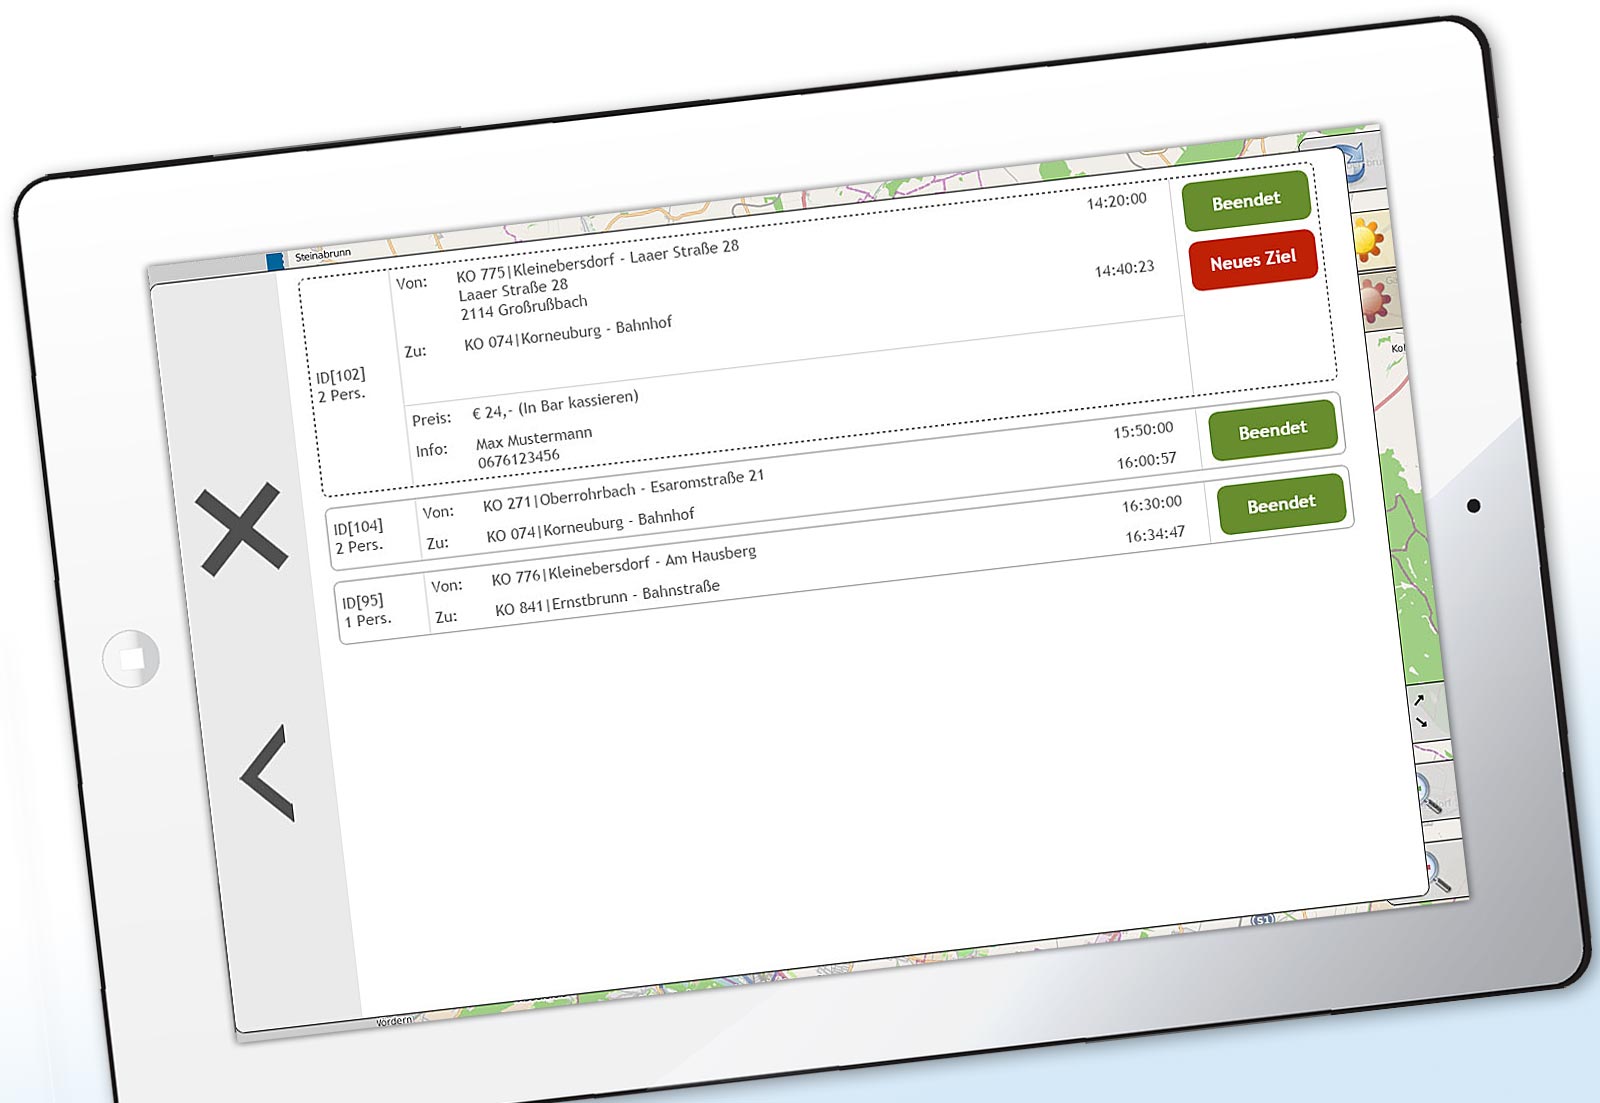 Steinabrunn
ID[102]
2 Pers.
Von: KO 775|Kleinebersdorf - Laaer Straße 28 14:20:00
Laaer Straße 28
2114 Großrußbach
Zu: KO 074|Korneuburg - Bahnhof 14:40:23
Preis: € 24,- (In Bar kassieren)
Info: Max Mustermann
0676123456
Beendet
Neues Ziel
ID[104]
2 Pers.
Von: KO 271|Oberrohrbach - Esaromstraße 21 15:50:00
Zu: KO 074|Korneuburg - Bahnhof 16:00:57
Beendet
ID[95]
1 Pers.
Von: KO 776|Kleinebersdorf - Am Hausberg 16:30:00
Zu: KO 841|Ernstbrunn - Bahnstraße 16:34:47
Beendet
(S1)
Vordern